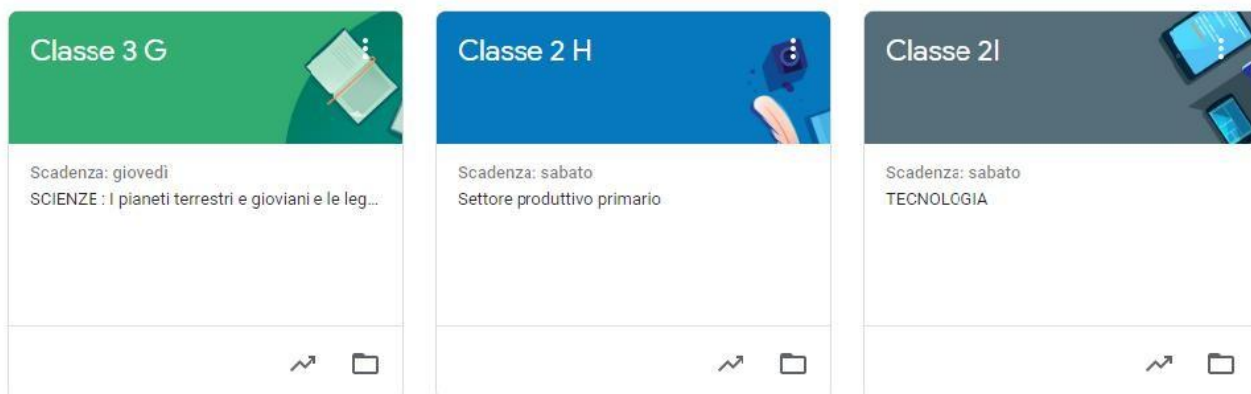 Classe 3 G
Scadenza: giovedì
SCIENZE : I pianeti terrestri e gioviani e le leg...
Classe 2 H
Scadenza: sabato
Settore produttivo primario
Classe 2I
Scadenza: sabato
TECNOLOGIA